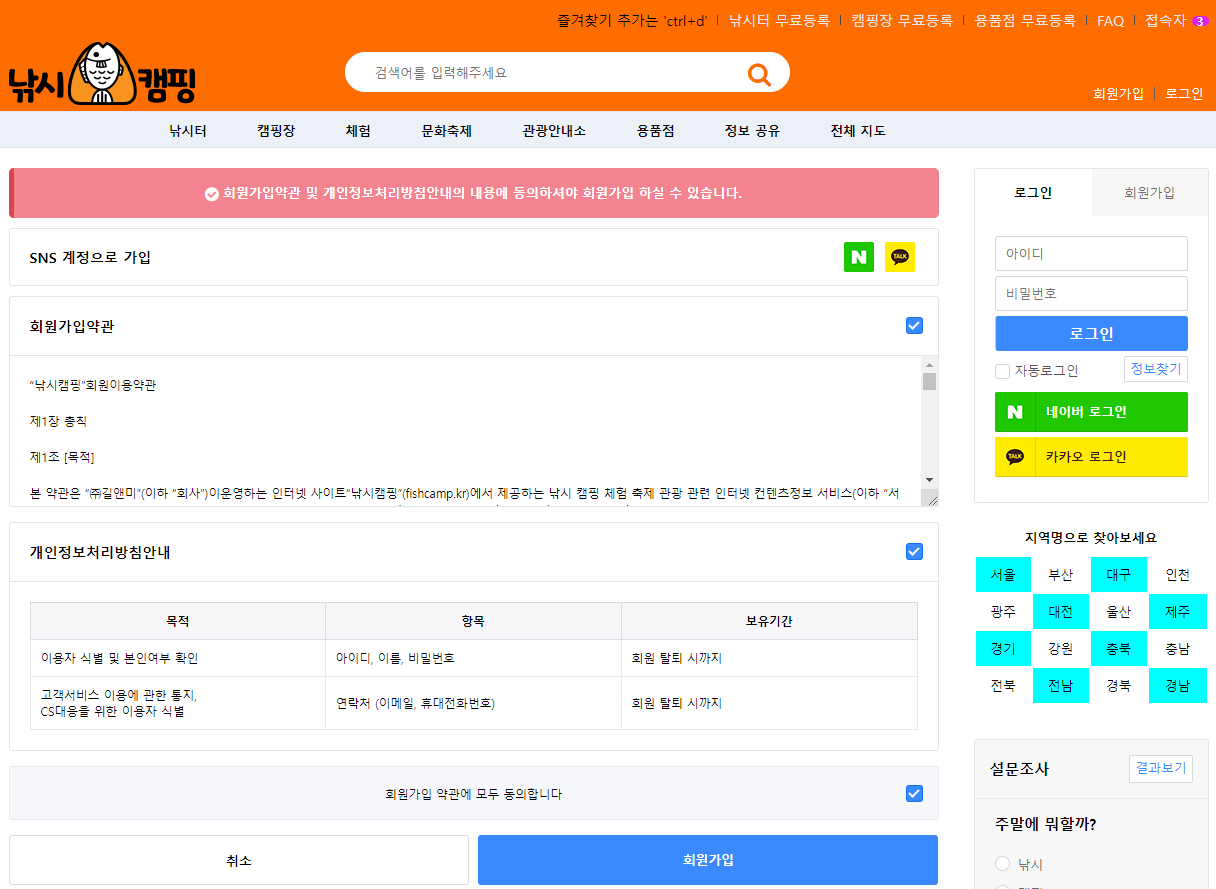 즐겨찾기 추가는 'ctrl+d' | 낚시터 무료등록 | 캠핑장 무료등록 | 용품점 무료등록 | FAQ | 접속자 3
낚시 캠핑
검색어를 입력해주세요
회원가입 | 로그인
낚시터 캠핑장 체험 문화축제 관광안내소 용품점 정보 공유 전체 지도
회원가입약관 및 개인정보처리방침안내의 내용에 동의하셔야 회원가입 하실 수 있습니다.
SNS 계정으로 가입
N TALK
회원가입약관
“낚시캠핑”회원이용약관
제1장 총칙
제1조 [목적]
본 약관은 “㈜길앤미”(이하 “회사”)이운영하는 인터넷 사이트“낚시캠핑”(fishcamp.kr)에서 제공하는 낚시 캠핑 체험 축제 관광 관련 인터넷 컨텐츠정보 서비스(이하 “서
개인정보처리방침안내
목적 항목 보유기간
이용자 식별 및 본인여부 확인 아이디, 이름, 비밀번호 회원 탈퇴 시까지
고객서비스 이용에 관한 통지,
CS대응을 위한 이용자 식별 연락처 (이메일, 휴대전화번호) 회원 탈퇴 시까지
회원가입 약관에 모두 동의합니다
취소 회원가입
로그인 회원가입
아이디
비밀번호
로그인
자동로그인 정보찾기
N 네이버 로그인
TALK 카카오 로그인
지역명으로 찾아보세요
서울 부산 대구 인천
광주 대전 울산 제주
경기 강원 충북 충남
전북 전남 경북 경남
설문조사 결과보기
주말에 뭐할까?
낚시